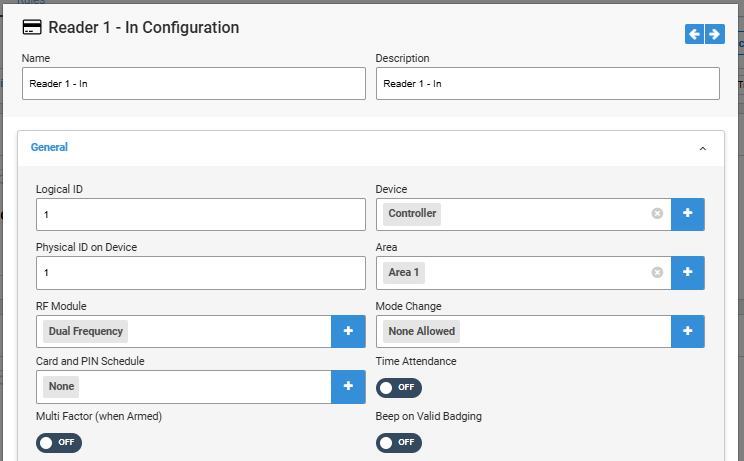 Rules
Reader 1 - In Configuration
Name
Description
Reader 1 - In
Reader 1 - In
General
Logical ID
Device
1
Controller
Physical ID on Device
Area
1
Area 1
RF Module
Mode Change
Dual Frequency
None Allowed
Card and PIN Schedule
Time Attendance
None
OFF
Multi Factor (when Armed)
Beep on Valid Badging
OFF
OFF